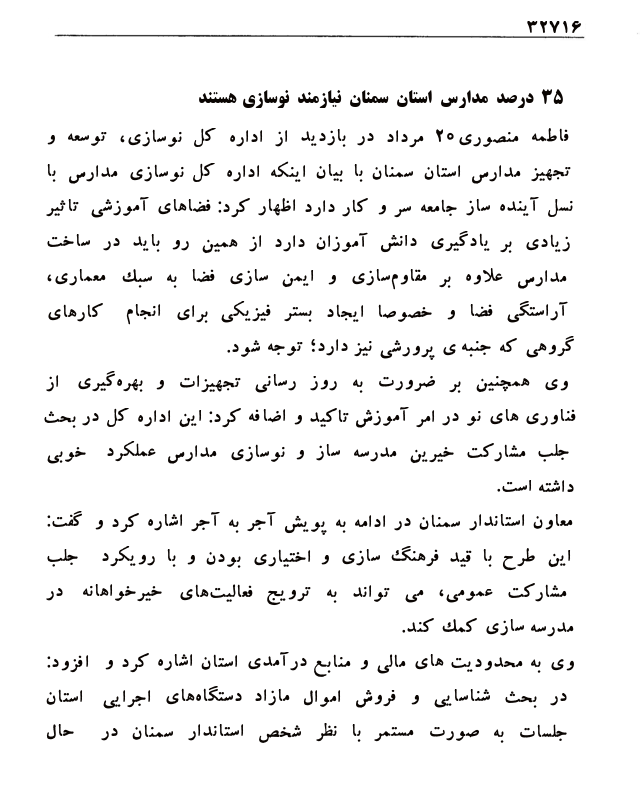 ۳۲۷۱۶
۳۵ درصد مدارس استان سمنان نیازمند نوسازی هستند
فاطمه منصوری ۲۰ مرداد در بازدید از اداره کل نوسازی، توسعه و
تجهیز مدارس استان سمنان با بیان اینکه اداره کل نوسازی مدارس با
نسل آینده ساز جامعه سر و کار دارد اظهار کرد: فضاهای آموزشی تاثیر
زیادی بر یادگیری دانش آموزان دارد از همین رو باید در ساخت
مدارس علاوه بر مقاوم‌سازی و ایمن سازی فضا به سبک معماری،
آراستگی فضا و خصوصا ایجاد بستر فیزیکی برای انجام کارهای
گروهی که جنبه ی پرورشی نیز دارد؛ توجه شود.
وی همچنین بر ضرورت به روز رسانی تجهیزات و بهره‌گیری از
فناوری های نو در امر آموزش تاکید و اضافه کرد: این اداره کل در بحث
جلب مشارکت خیرین مدرسه ساز و نوسازی مدارس عملکرد خوبی
داشته است.
معاون استاندار سمنان در ادامه به پویش آجر به آجر اشاره کرد و گفت:
این طرح با قید فرهنگ سازی و اختیاری بودن و با رویکرد جلب
مشارکت عمومی، می تواند به ترویج فعالیت‌های خیرخواهانه در
مدرسه سازی کمک کند.
وی به محدودیت های مالی و منابع درآمدی استان اشاره کرد و افزود:
در بحث شناسایی و فروش اموال مازاد دستگاه‌های اجرایی استان
جلسات به صورت مستمر با نظر شخص استاندار سمنان در حال